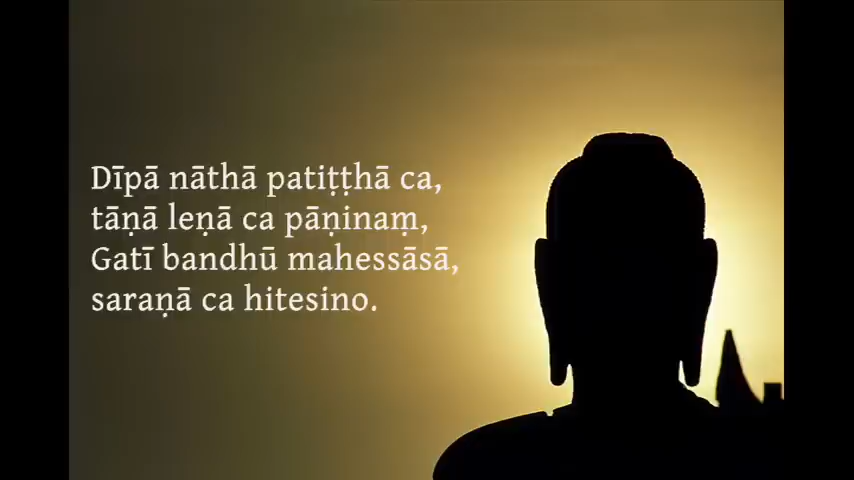 Dīpā nāthā patiṭṭhā ca,
tāṇā leṇā ca pāṇinaṃ,
Gatī bandhū mahessāsā,
saraṇā ca hitesino.